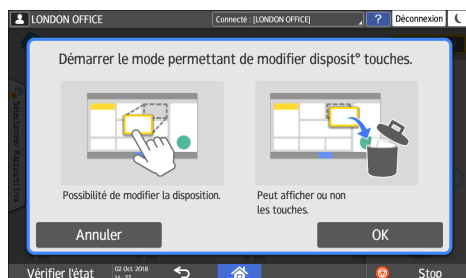 LONDON OFFICE
Connecté : [LONDON OFFICE]
?
Déconnexion
Démarrer le mode permettant de modifier disposit° touches.
Possibilité de modifier la disposition.
Peut afficher ou non
les touches.
Annuler
OK
Vérifier l'état
02 Oct. 2018
Stop